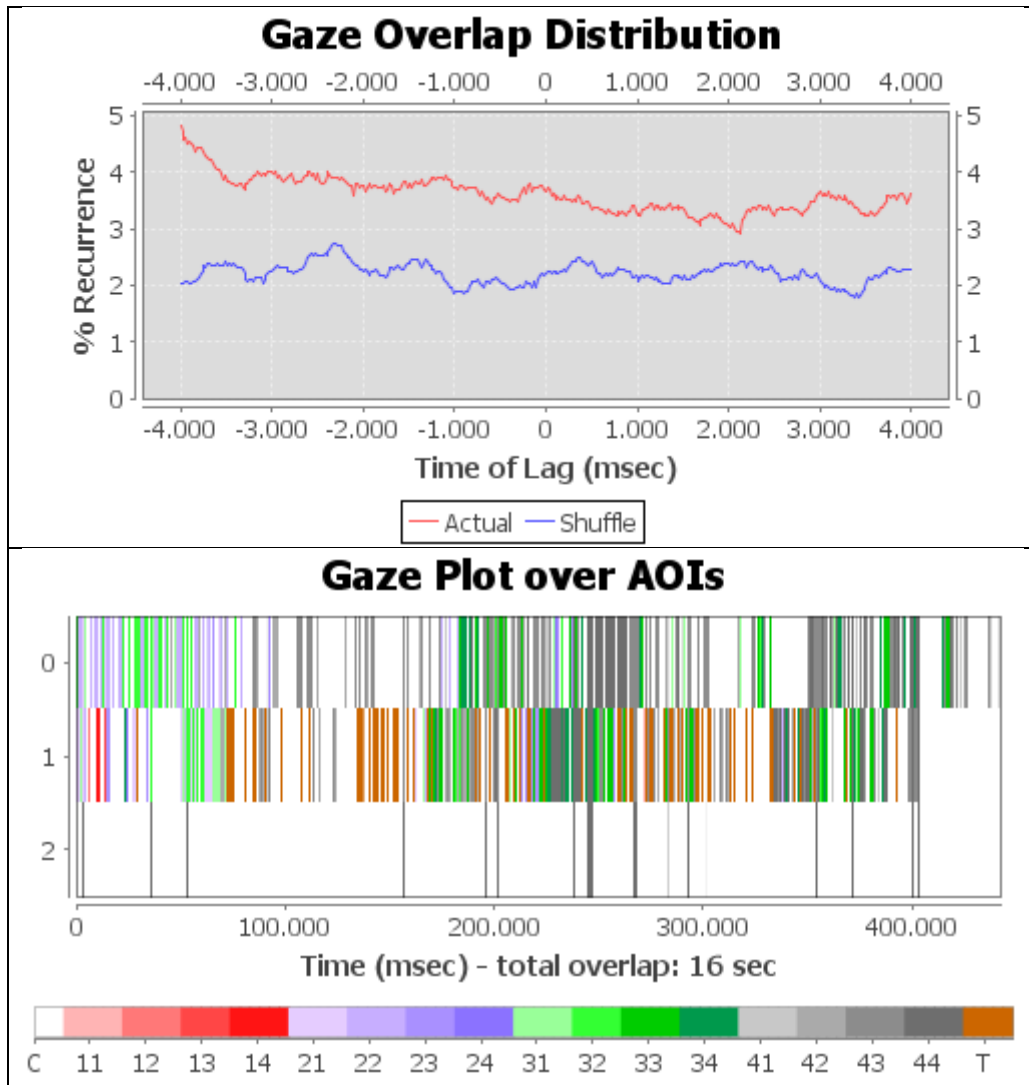 Gaze Overlap Distribution
-4.000 -3.000 -2.000 -1.000 0 1.000 2.000 3.000 4.000
5 5
4 4
3 3
2 2
1 1
0 0
% Recurrence
-4.000 -3.000 -2.000 -1.000 0 1.000 2.000 3.000 4.000
Time of Lag (msec)
Actual Shuffle
Gaze Plot over AOIs
0
1
2
0 100.000 200.000 300.000 400.000
Time (msec) - total overlap: 16 sec
C 11 12 13 14 21 22 23 24 31 32 33 34 41 42 43 44 T